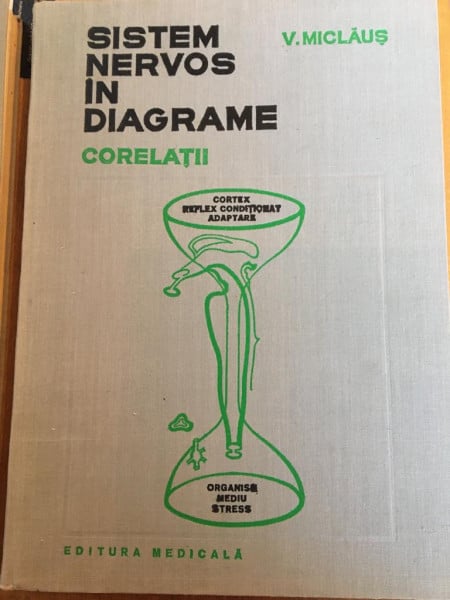 SISTEM
NERVOS
ÎN
DIAGRAME
V. MICLĂUȘ
CORELAȚII
CORTEX
REFLEX CONDIȚIONAT
ADAPTARE
ORGANISM
MEDIU
STRESS
EDITURA MEDICALĂ